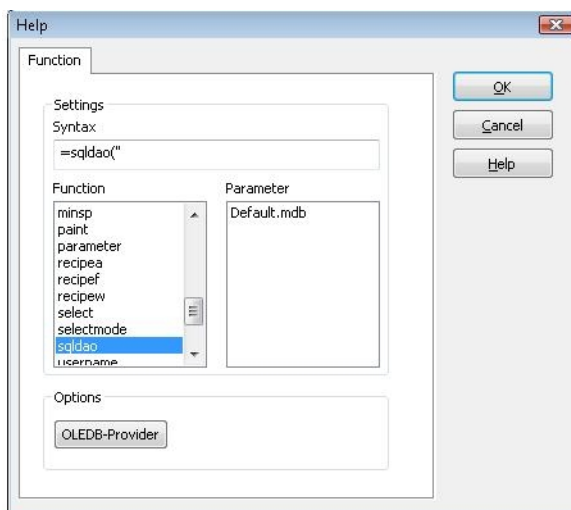 Help
Function
OK
Cancel
Help
Settings
Syntax
=sqldao("
Function
Parameter
minsp
paint
parameter
recipea
recipef
recipew
select
selectmode
sqldao
username
Default.mdb
Options
OLEDB-Provider